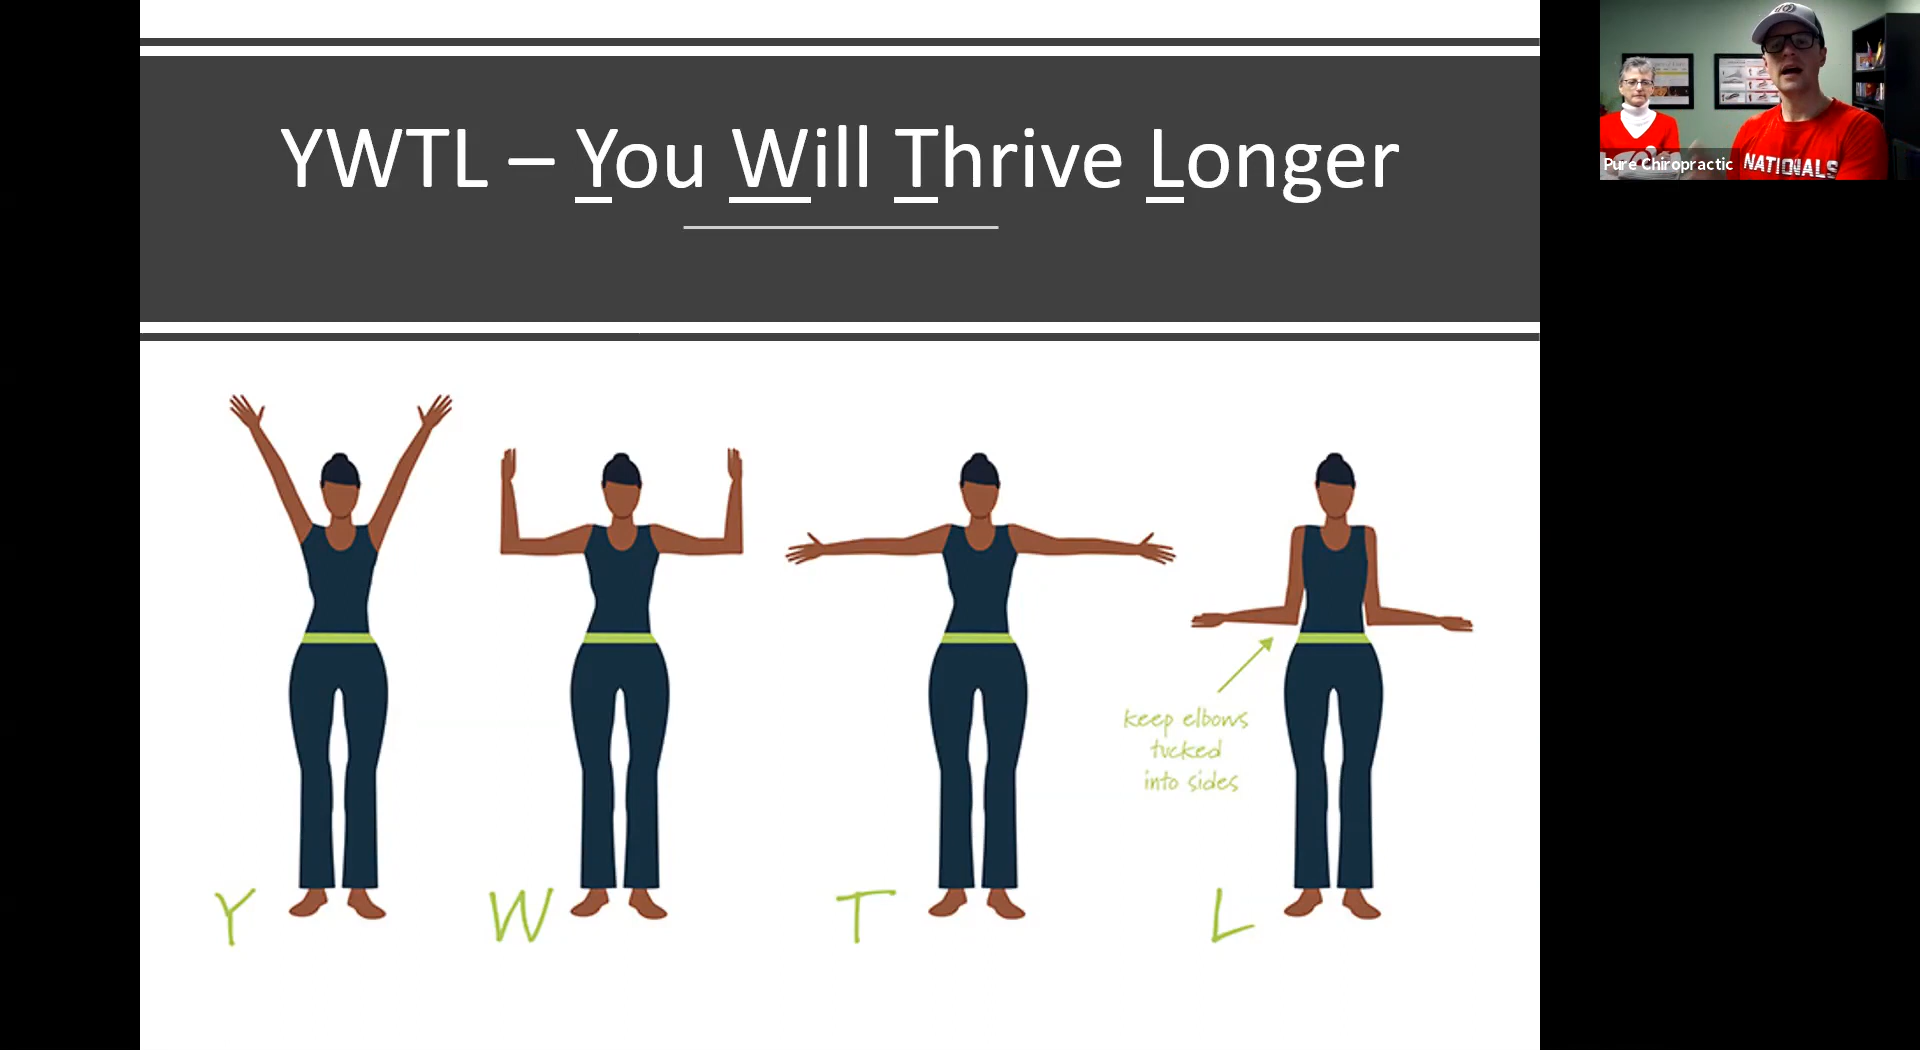 YWTL – You Will Thrive Longer
Pure Chiropractic
NATIONALS
keep elbows
tucked
into sides
Y
W
T
L